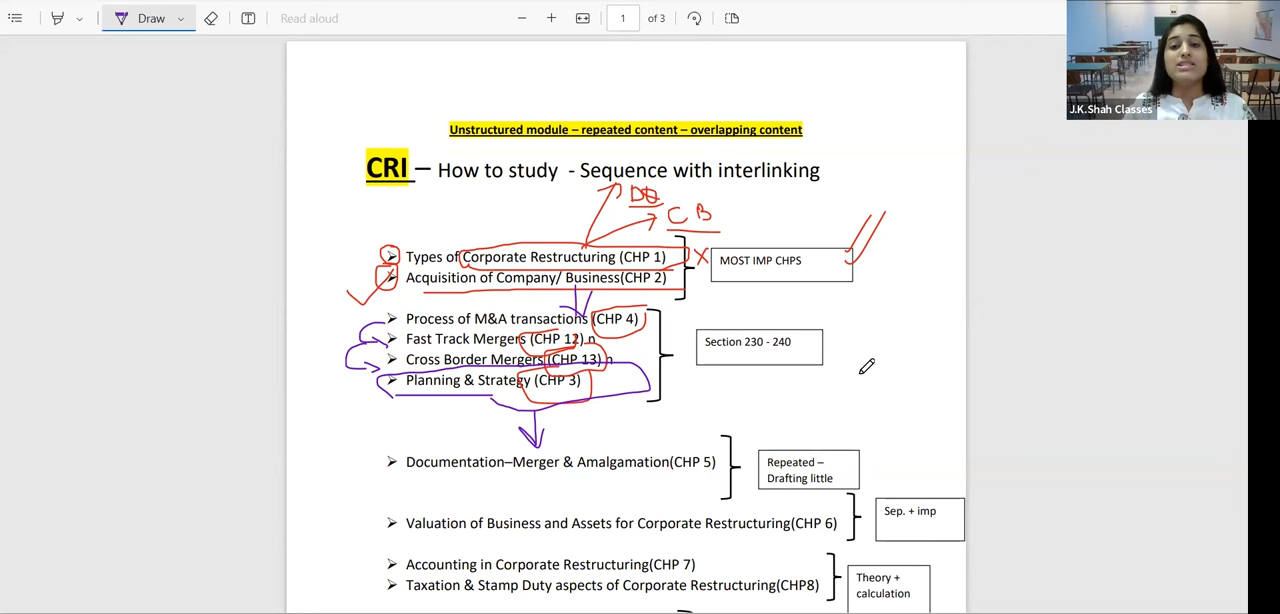 Draw
Read aloud
1 of 3
J.K.Shah Classes
Unstructured module – repeated content – overlapping content
CRI – How to study - Sequence with interlinking
C B
Types of Corporate Restructuring (CHP 1)
Acquisition of Company/ Business(CHP 2)
MOST IMP CHPS
Process of M&A transactions (CHP 4)
Fast Track Mergers (CHP 12) n
Cross Border Mergers (CHP 13) n
Planning & Strategy (CHP 3)
Section 230 - 240
Documentation–Merger & Amalgamation(CHP 5)
Repeated –
Drafting little
Valuation of Business and Assets for Corporate Restructuring(CHP 6)
Sep. + imp
Accounting in Corporate Restructuring(CHP 7)
Taxation & Stamp Duty aspects of Corporate Restructuring(CHP8)
Theory +
calculation